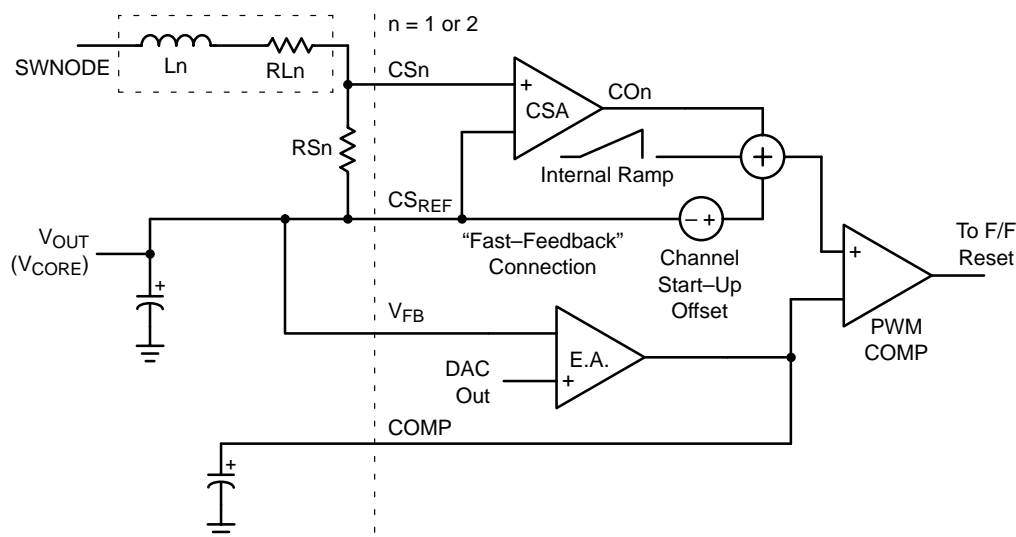 n = 1 or 2
SWNODE
Ln
RLn
CSn
+
CSA
COn
RSn
+
Internal Ramp
CSREF
– +
VOUT
(VCORE)
"Fast–Feedback"
Connection
Channel
Start–Up
Offset
To F/F
Reset
+
+
PWM
COMP
VFB
E.A.
DAC
Out
+
COMP
+